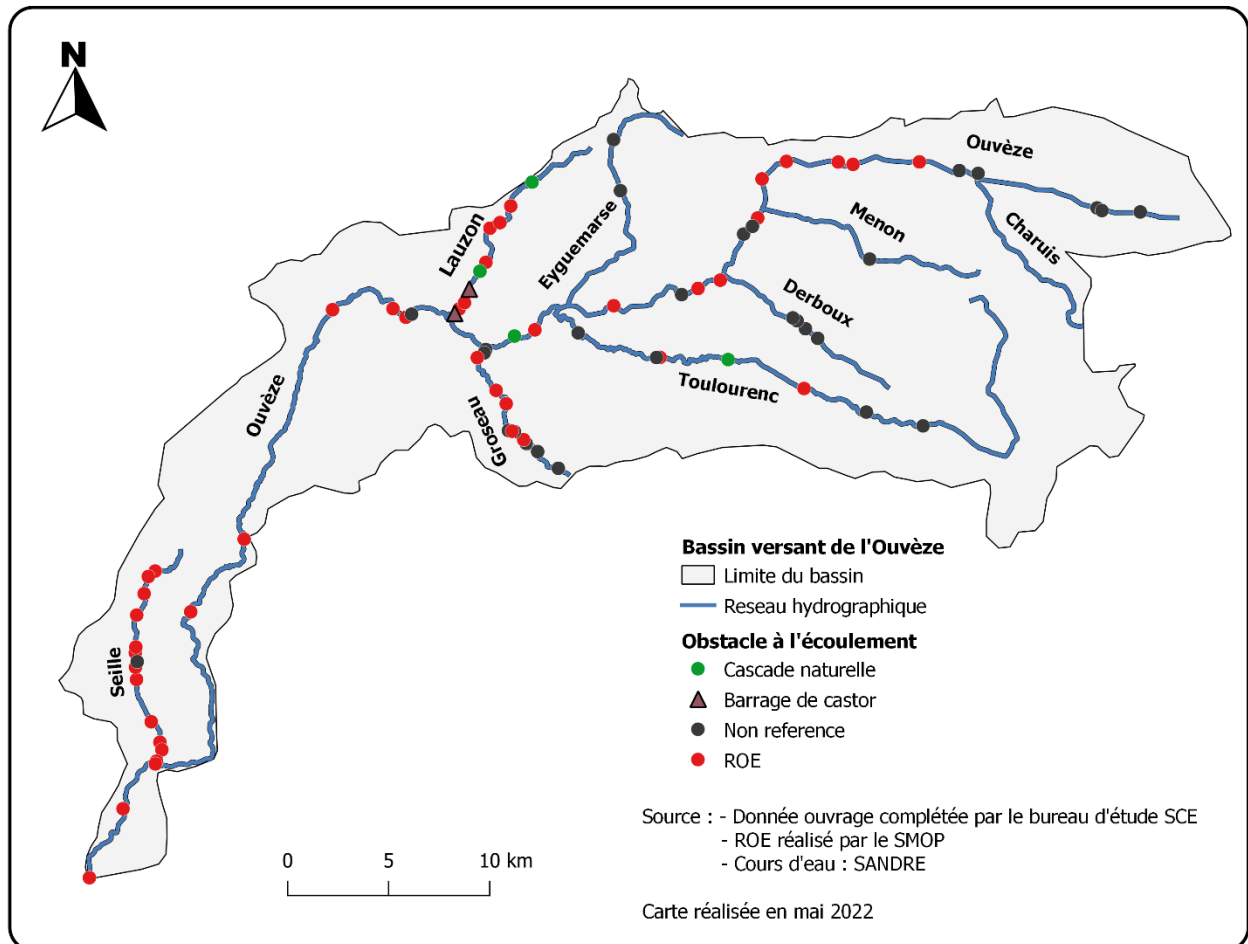 N
Ouvèze
Menon
Charuis
Lauzon
Eyguemarse
Derboux
Ouvèze
Toulourenc
Groseau
Seille
Bassin versant de l'Ouvèze
Limite du bassin
Reseau hydrographique
Obstacle à l'écoulement
Cascade naturelle
Barrage de castor
Non reference
ROE
Source : - Donnée ouvrage complétée par le bureau d'étude SCE
- ROE réalisé par le SMOP
- Cours d'eau : SANDRE
0 5 10 km
Carte réalisée en mai 2022